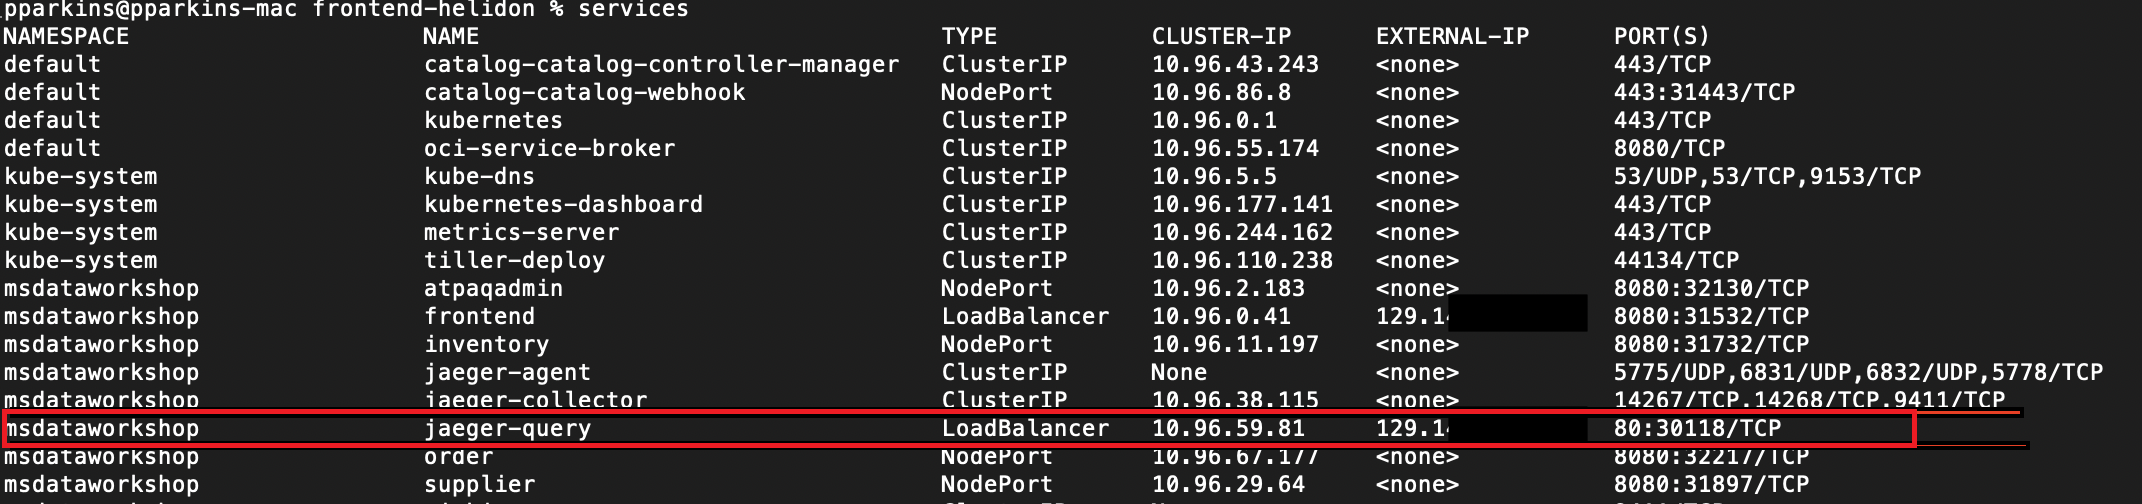 pparkins@pparkins-mac frontend-helidon % services
NAMESPACE NAME TYPE CLUSTER-IP EXTERNAL-IP PORT(S)
default catalog-catalog-controller-manager ClusterIP 10.96.43.243 <none> 443/TCP
default catalog-catalog-webhook NodePort 10.96.86.8 <none> 443:31443/TCP
default kubernetes ClusterIP 10.96.0.1 <none> 443/TCP
default oci-service-broker ClusterIP 10.96.55.174 <none> 8080/TCP
kube-system kube-dns ClusterIP 10.96.5.5 <none> 53/UDP,53/TCP,9153/TCP
kube-system kubernetes-dashboard ClusterIP 10.96.177.141 <none> 443/TCP
kube-system metrics-server ClusterIP 10.96.244.162 <none> 443/TCP
kube-system tiller-deploy ClusterIP 10.96.110.238 <none> 44134/TCP
msdataworkshop atpaqadmin NodePort 10.96.2.183 <none> 8080:32130/TCP
msdataworkshop frontend LoadBalancer 10.96.0.41 129.14 8080:31532/TCP
msdataworkshop inventory NodePort 10.96.11.197 <none> 8080:31732/TCP
msdataworkshop jaeger-agent ClusterIP None <none> 5775/UDP,6831/UDP,6832/UDP,5778/TCP
msdataworkshop jaeger-collector ClusterIP 10.96.38.115 <none> 14267/TCP,14268/TCP,9411/TCP
msdataworkshop jaeger-query LoadBalancer 10.96.59.81 129.14 80:30118/TCP
msdataworkshop order NodePort 10.96.67.177 <none> 8080:32217/TCP
msdataworkshop supplier NodePort 10.96.29.64 <none> 8080:31897/TCP